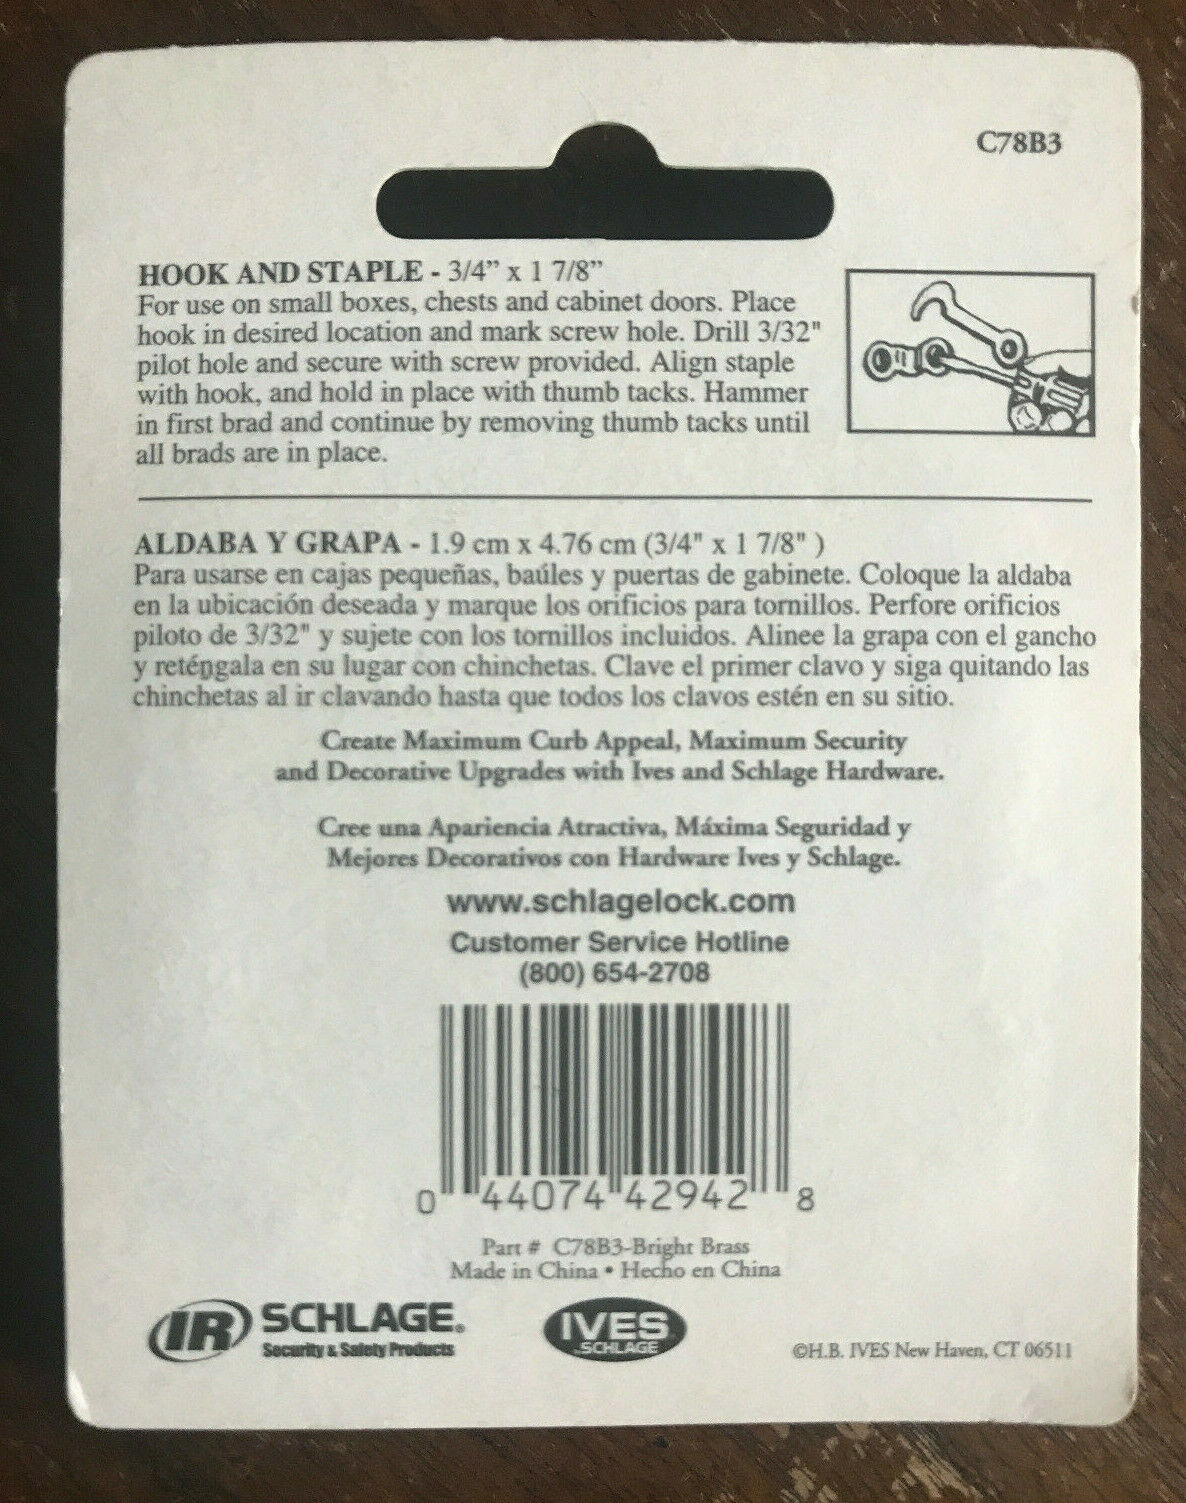 C78B3
HOOK AND STAPLE - 3/4” x 1 7/8”
For use on small boxes, chests and cabinet doors. Place
hook in desired location and mark screw hole. Drill 3/32"
pilot hole and secure with screw provided. Align staple
with hook, and hold in place with thumb tacks. Hammer
in first brad and continue by removing thumb tacks until
all brads are in place.
ALDABA Y GRAPA - 1.9 cm x 4.76 cm (3/4" x 1 7/8" )
Para usarse en cajas pequeñas, baúles y puertas de gabinete. Coloque la aldaba
en la ubicación deseada y marque los orificios para tornillos. Perfore orificios
piloto de 3/32" y sujete con los tornillos incluidos. Alinee la grapa con el gancho
y reténgala en su lugar con chinchetas. Clave el primer clavo y siga quitando las
chinchetas al ir clavando hasta que todos los clavos estén en su sitio.
Create Maximum Curb Appeal, Maximum Security
and Decorative Upgrades with Ives and Schlage Hardware.
Cree una Apariencia Atractiva, Máxima Seguridad y
Mejores Decorativos con Hardware Ives y Schlage.
www.schlagelock.com
Customer Service Hotline
(800) 654-2708
0 44074 42942 8
Part # C78B3-Bright Brass
Made in China • Hecho en China
IR SCHLAGE.
Security & Safety Products
IVES
SCHLAGE
©H.B. IVES New Haven, CT 06511